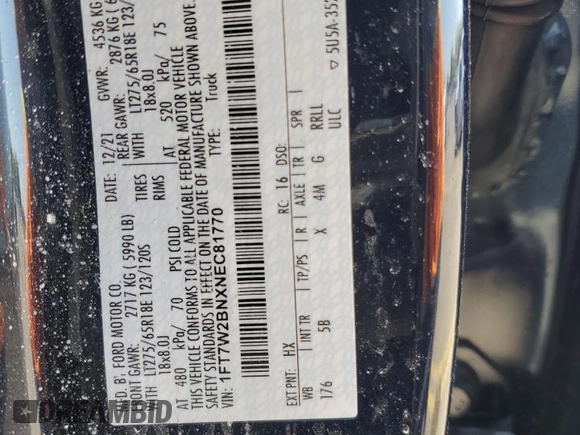 MFD. BY FORD MOTOR CO.
DATE: 12/21 GVWR: 4536 KG
FRONT GAWR: 2717 KG (5990 LB) REAR GAWR: 2876 KG (6
LT275/65R18E 123/120S TIRES WITH LT275/65R18E 123/
18x8.0J RIMS 18x8.0J
AT 480 kPa/ 70 PSI COLD AT 520 kPa/ 75
THIS VEHICLE CONFORMS TO ALL APPLICABLE FEDERAL MOTOR VEHICLE
SAFETY STANDARDS IN EFFECT ON THE DATE OF MANUFACTURE SHOWN ABOVE.
VIN: 1FT7W2BNXNEC81770 TYPE: Truck
EXT PNT: HX RC: 16 DSO:
WB INT TR TP/PS R AXLE TR SPR
176 5B X 4M G RRLL
ULC
▽ 5U5A-352
DREAMBID